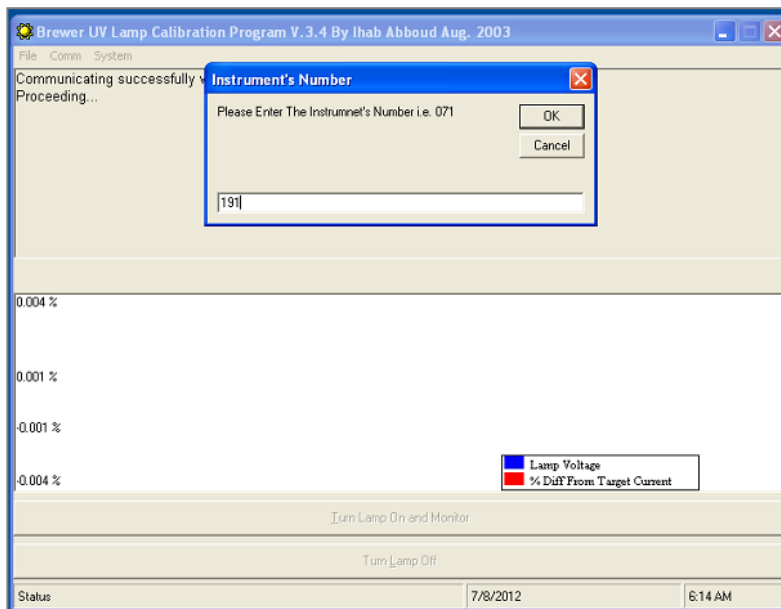 Brewer UV Lamp Calibration Program V.3.4 By Ihab Abboud Aug. 2003
File Comm System
Communicating successfully
Proceeding...
Instrument's Number
Please Enter The Instrumnet's Number i.e. 071
OK
Cancel
191
0.004 %
0.001 %
-0.001 %
-0.004 %
Lamp Voltage
% Diff From Target Current
Turn Lamp On and Monitor
Turn Lamp Off
Status 7/8/2012 6:14 AM